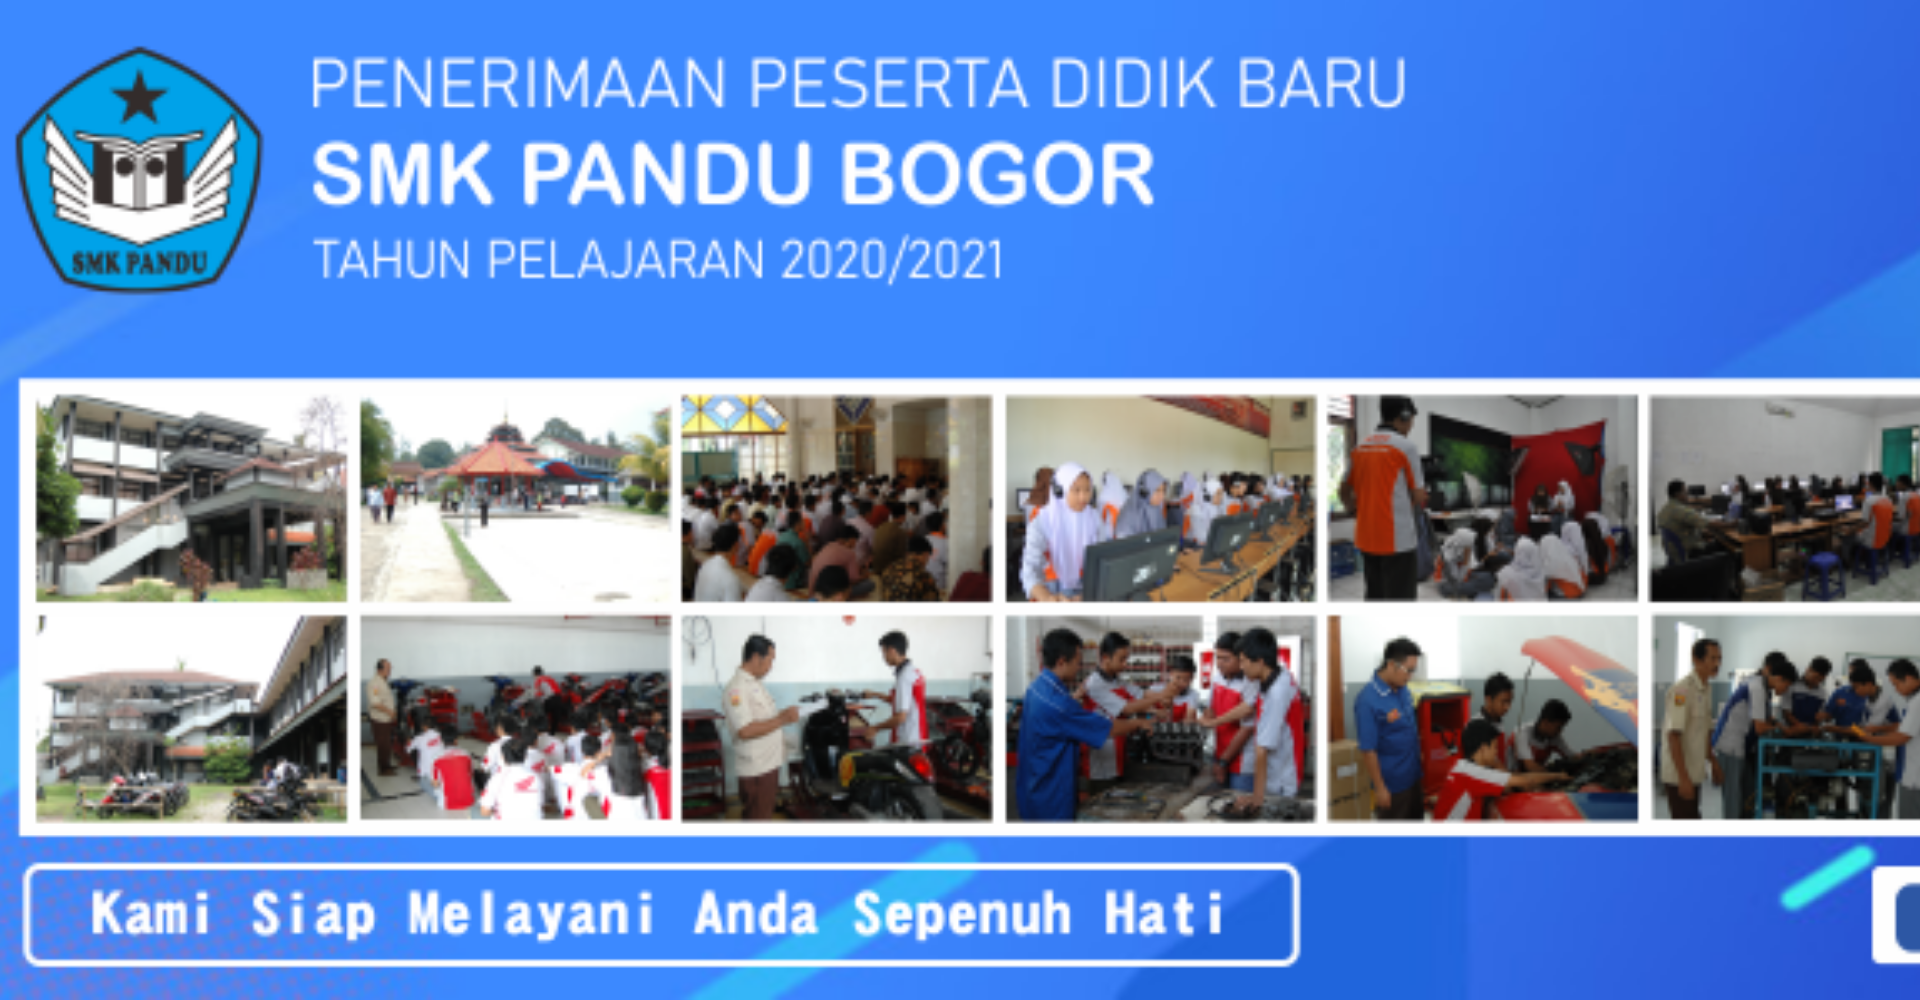 PENERIMAAN PESERTA DIDIK BARU
SMK PANDU BOGOR
TAHUN PELAJARAN 2020/2021
SMK PANDU
Kami Siap Melayani Anda Sepenuh Hati